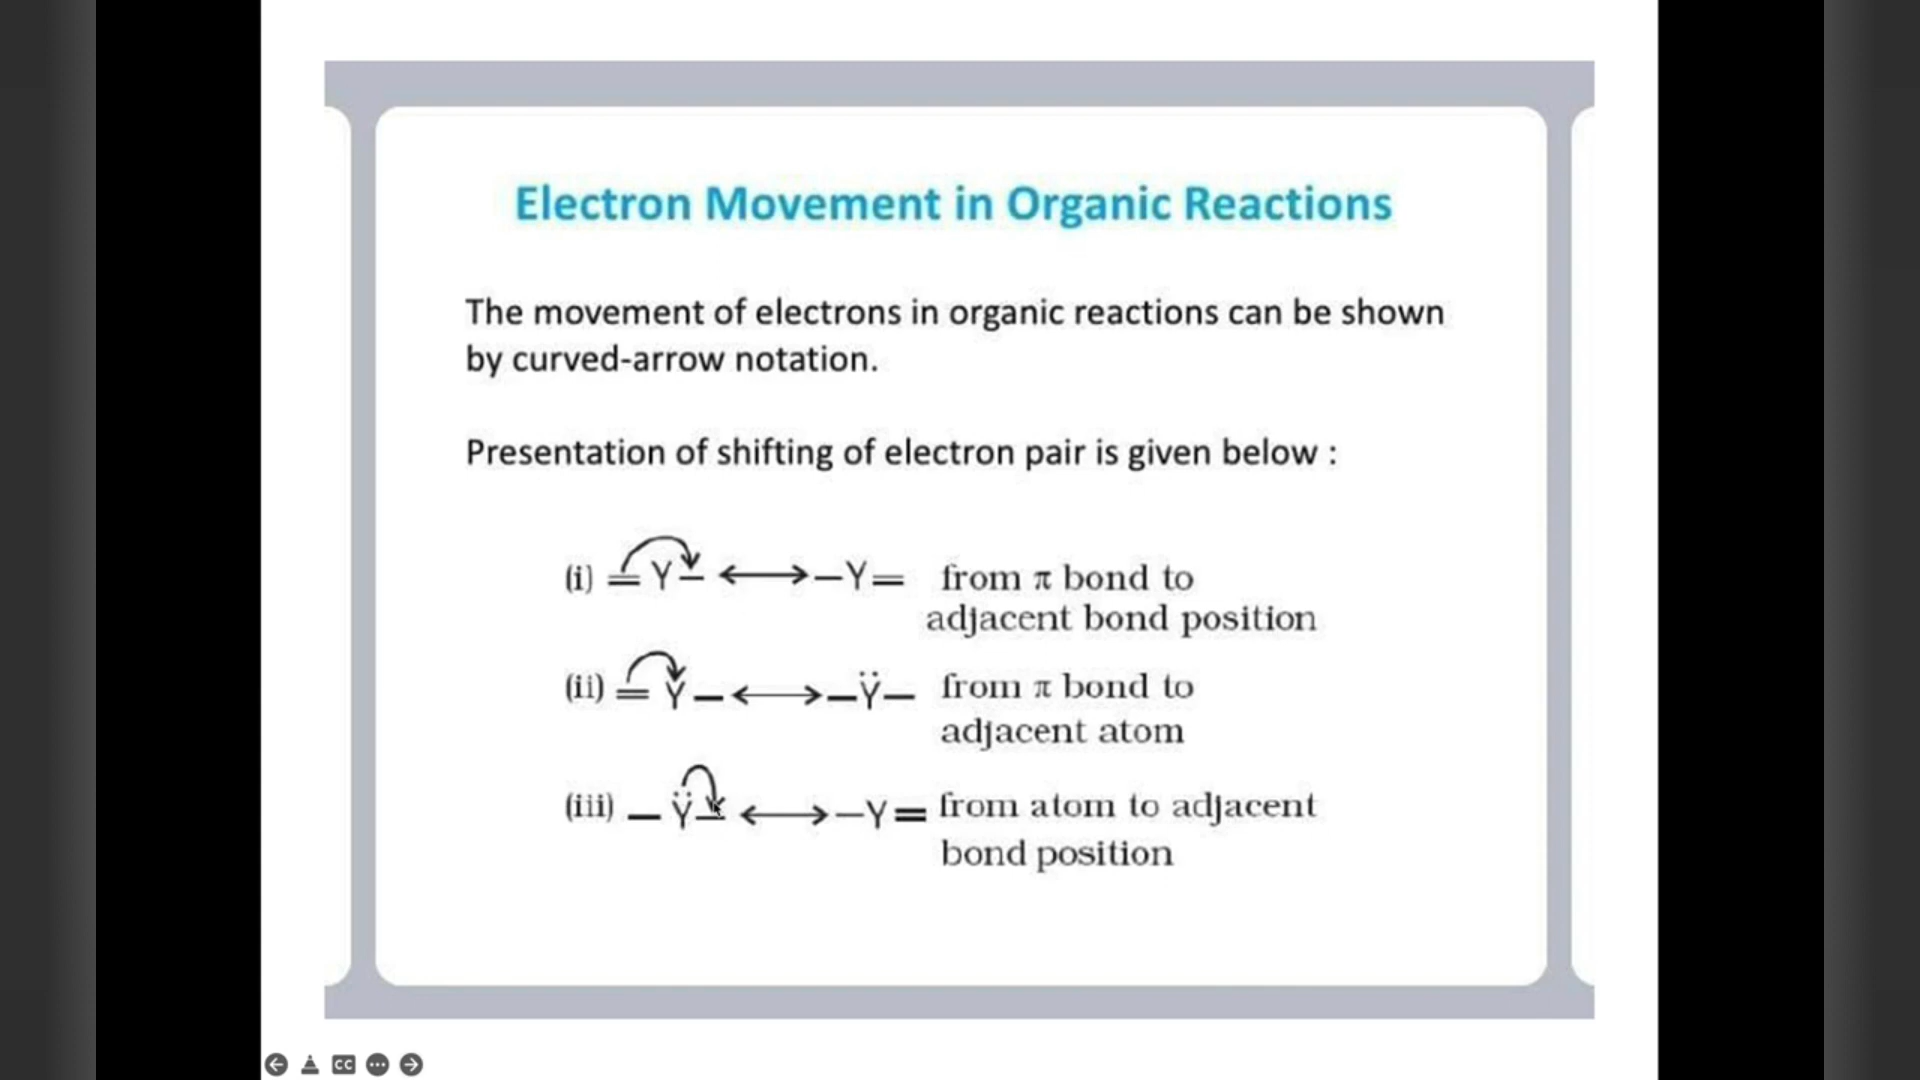 Electron Movement in Organic Reactions
The movement of electrons in organic reactions can be shown
by curved-arrow notation.
Presentation of shifting of electron pair is given below :
(i) = Y – ⟷ –Y= from π bond to
adjacent bond position
(ii) = Y – ⟷ –Ÿ– from π bond to
adjacent atom
(iii) – Ÿ – ⟷ –Y= from atom to adjacent
bond position
CC